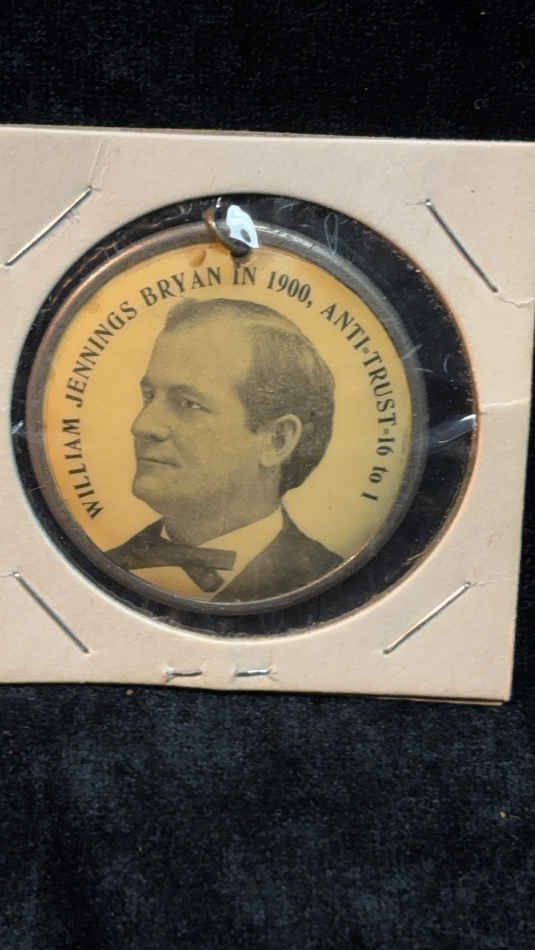 WILLIAM JENNINGS BRYAN IN 1900, ANTI-TRUST-16 to 1